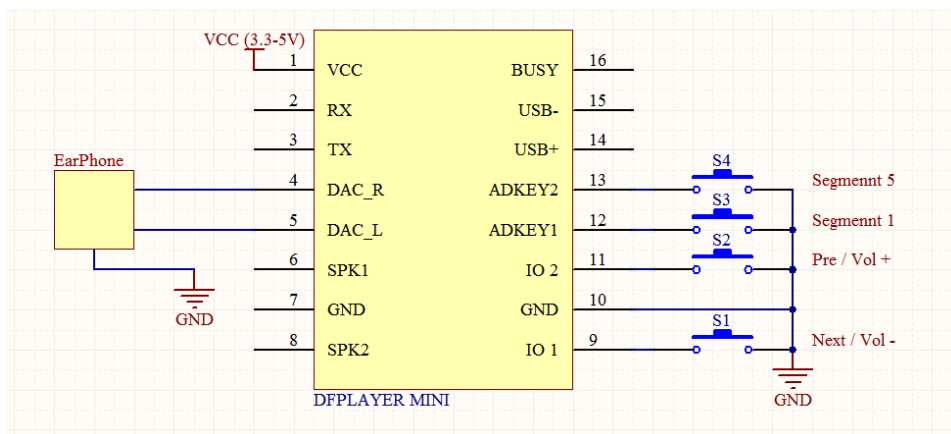 VCC (3.3-5V)
1 VCC BUSY 16
2 RX USB- 15
3 TX USB+ 14
EarPhone
4 DAC_R ADKEY2 13 S4 Segmennt 5
5 DAC_L ADKEY1 12 S3 Segmennt 1
6 SPK1 IO 2 11 S2 Pre / Vol +
7 GND GND 10
GND
8 SPK2 IO 1 9 S1 Next / Vol -
DFPLAYER MINI
GND